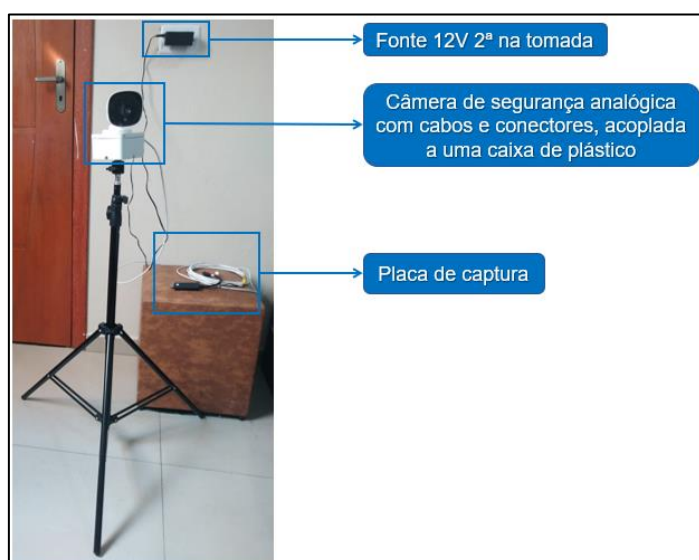 Fonte 12V 2ª na tomada
Câmera de segurança analógica
com cabos e conectores, acoplada
a uma caixa de plástico
Placa de captura